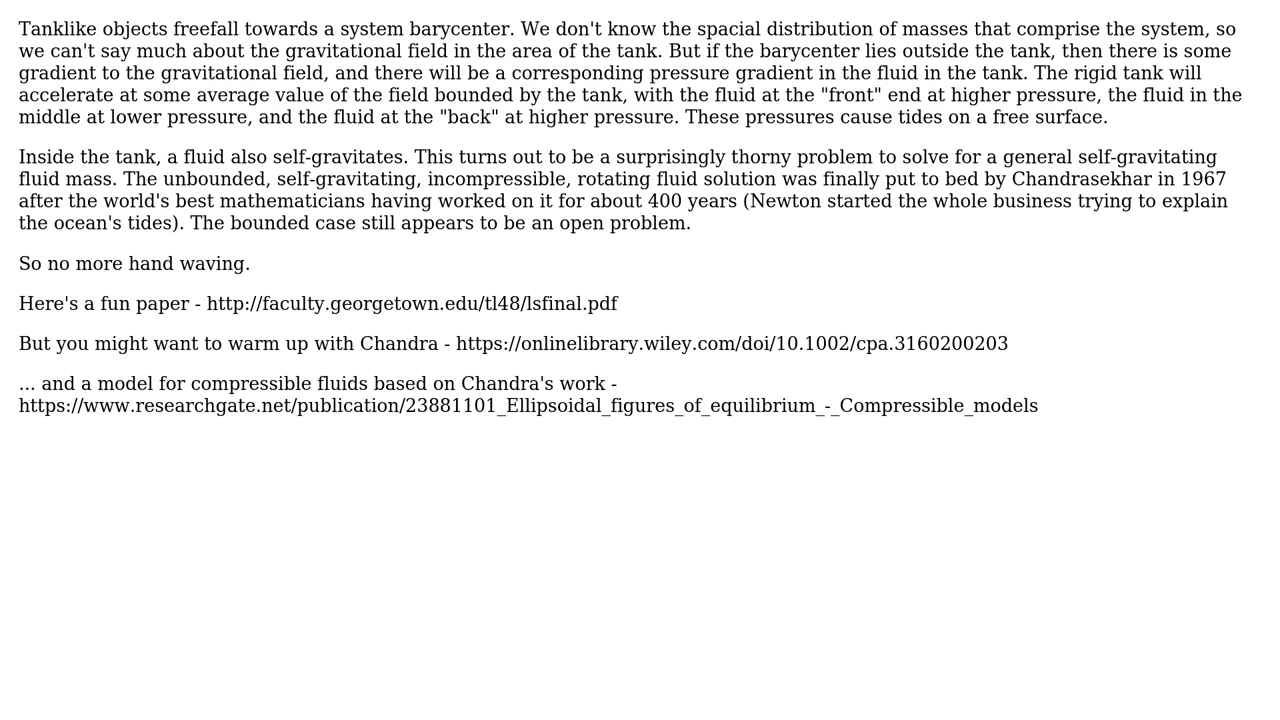 Tanklike objects freefall towards a system barycenter. We don't know the spacial distribution of masses that comprise the system, so
we can't say much about the gravitational field in the area of the tank. But if the barycenter lies outside the tank, then there is some
gradient to the gravitational field, and there will be a corresponding pressure gradient in the fluid in the tank. The rigid tank will
accelerate at some average value of the field bounded by the tank, with the fluid at the "front" end at higher pressure, the fluid in the
middle at lower pressure, and the fluid at the "back" at higher pressure. These pressures cause tides on a free surface.
Inside the tank, a fluid also self-gravitates. This turns out to be a surprisingly thorny problem to solve for a general self-gravitating
fluid mass. The unbounded, self-gravitating, incompressible, rotating fluid solution was finally put to bed by Chandrasekhar in 1967
after the world's best mathematicians having worked on it for about 400 years (Newton started the whole business trying to explain
the ocean's tides). The bounded case still appears to be an open problem.
So no more hand waving.
Here's a fun paper - http://faculty.georgetown.edu/tl48/lsfinal.pdf
But you might want to warm up with Chandra - https://onlinelibrary.wiley.com/doi/10.1002/cpa.3160200203
... and a model for compressible fluids based on Chandra's work -
https://www.researchgate.net/publication/23881101_Ellipsoidal_figures_of_equilibrium_-_Compressible_models